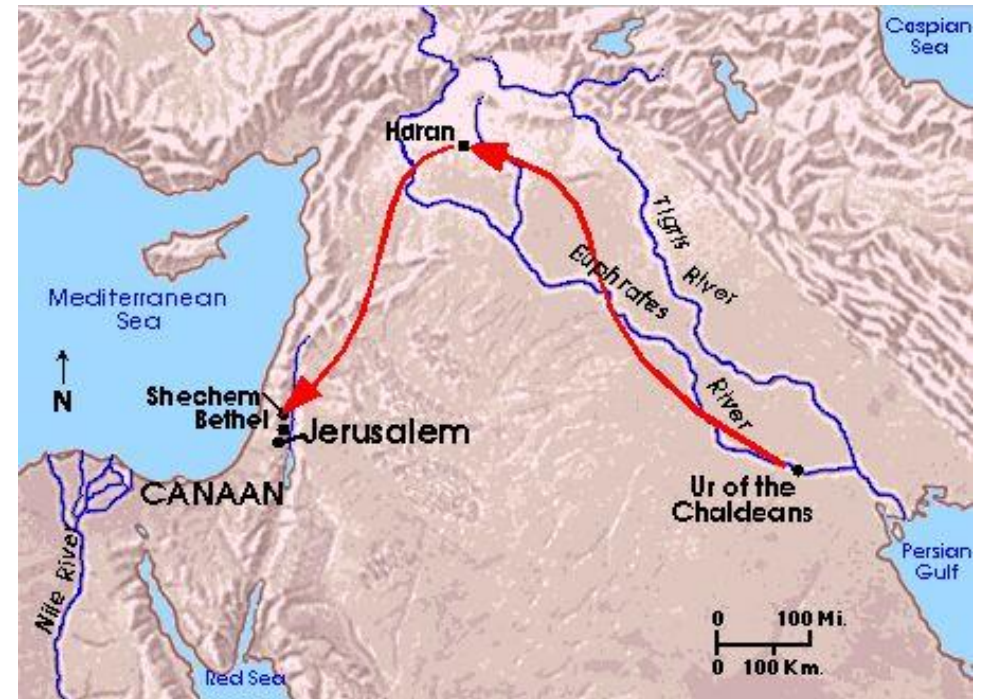 Caspian
Sea
Haran
Tigris
River
Euphrates
River
Mediterranean
Sea
N
Shechem
Bethel
Jerusalem
CANAAN
Ur of the
Chaldeans
Nile River
Persian
Gulf
0 100 Mi.
0 100 Km.
Red Sea